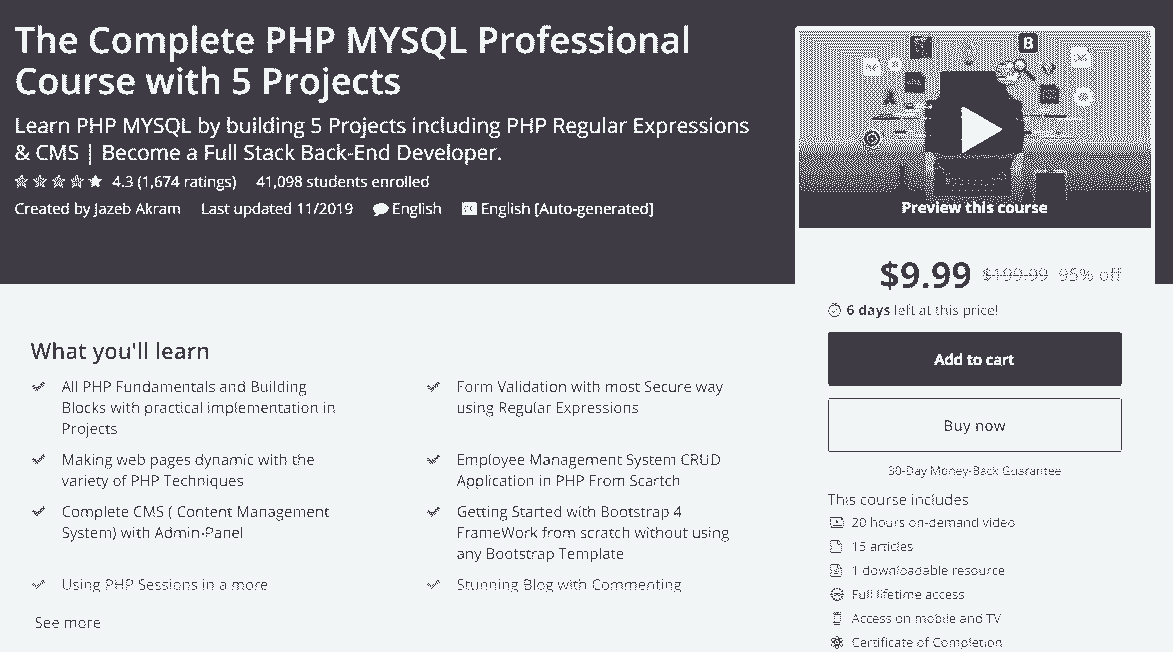 The Complete PHP MYSQL Professional
Course with 5 Projects
Learn PHP MYSQL by building 5 Projects including PHP Regular Expressions
& CMS | Become a Full Stack Back-End Developer.
4.3 (1,674 ratings) 41,098 students enrolled
Created by Jazeb Akram Last updated 11/2019 English English [Auto-generated]
B
Preview this course
$9.99 $199.99 95% off
6 days left at this price!
Add to cart
Buy now
30-Day Money-Back Guarantee
This course includes
20 hours on-demand video
15 articles
1 downloadable resource
Full lifetime access
Access on mobile and TV
Certificate of Completion
What you'll learn
All PHP Fundamentals and Building
Blocks with practical implementation in
Projects
Making web pages dynamic with the
variety of PHP Techniques
Complete CMS ( Content Management
System) with Admin-Panel
Using PHP Sessions in a more
Form Validation with most Secure way
using Regular Expressions
Employee Management System CRUD
Application in PHP From Scartch
Getting Started with Bootstrap 4
FrameWork from scratch without using
any Bootstrap Template
Stunning Blog with Commenting
See more